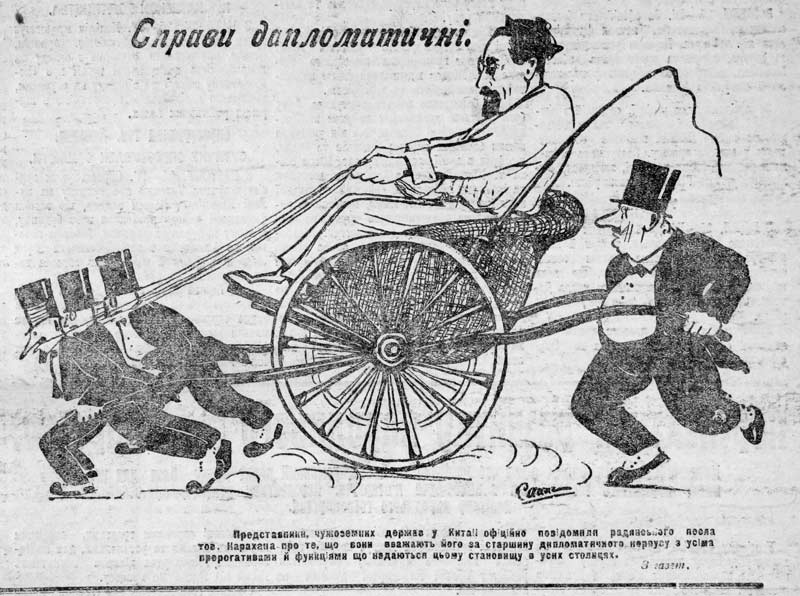 Справи дапломатичні.
Представники, чужоземних держав у Китаї офіційно повідомили радянського посла
тов. Карахана про те, що вони вважають його за старшину дипломатичного корпусу з усіма
прерогативами й функціями що надаються цьому становищу в усих столицях.
З газет.